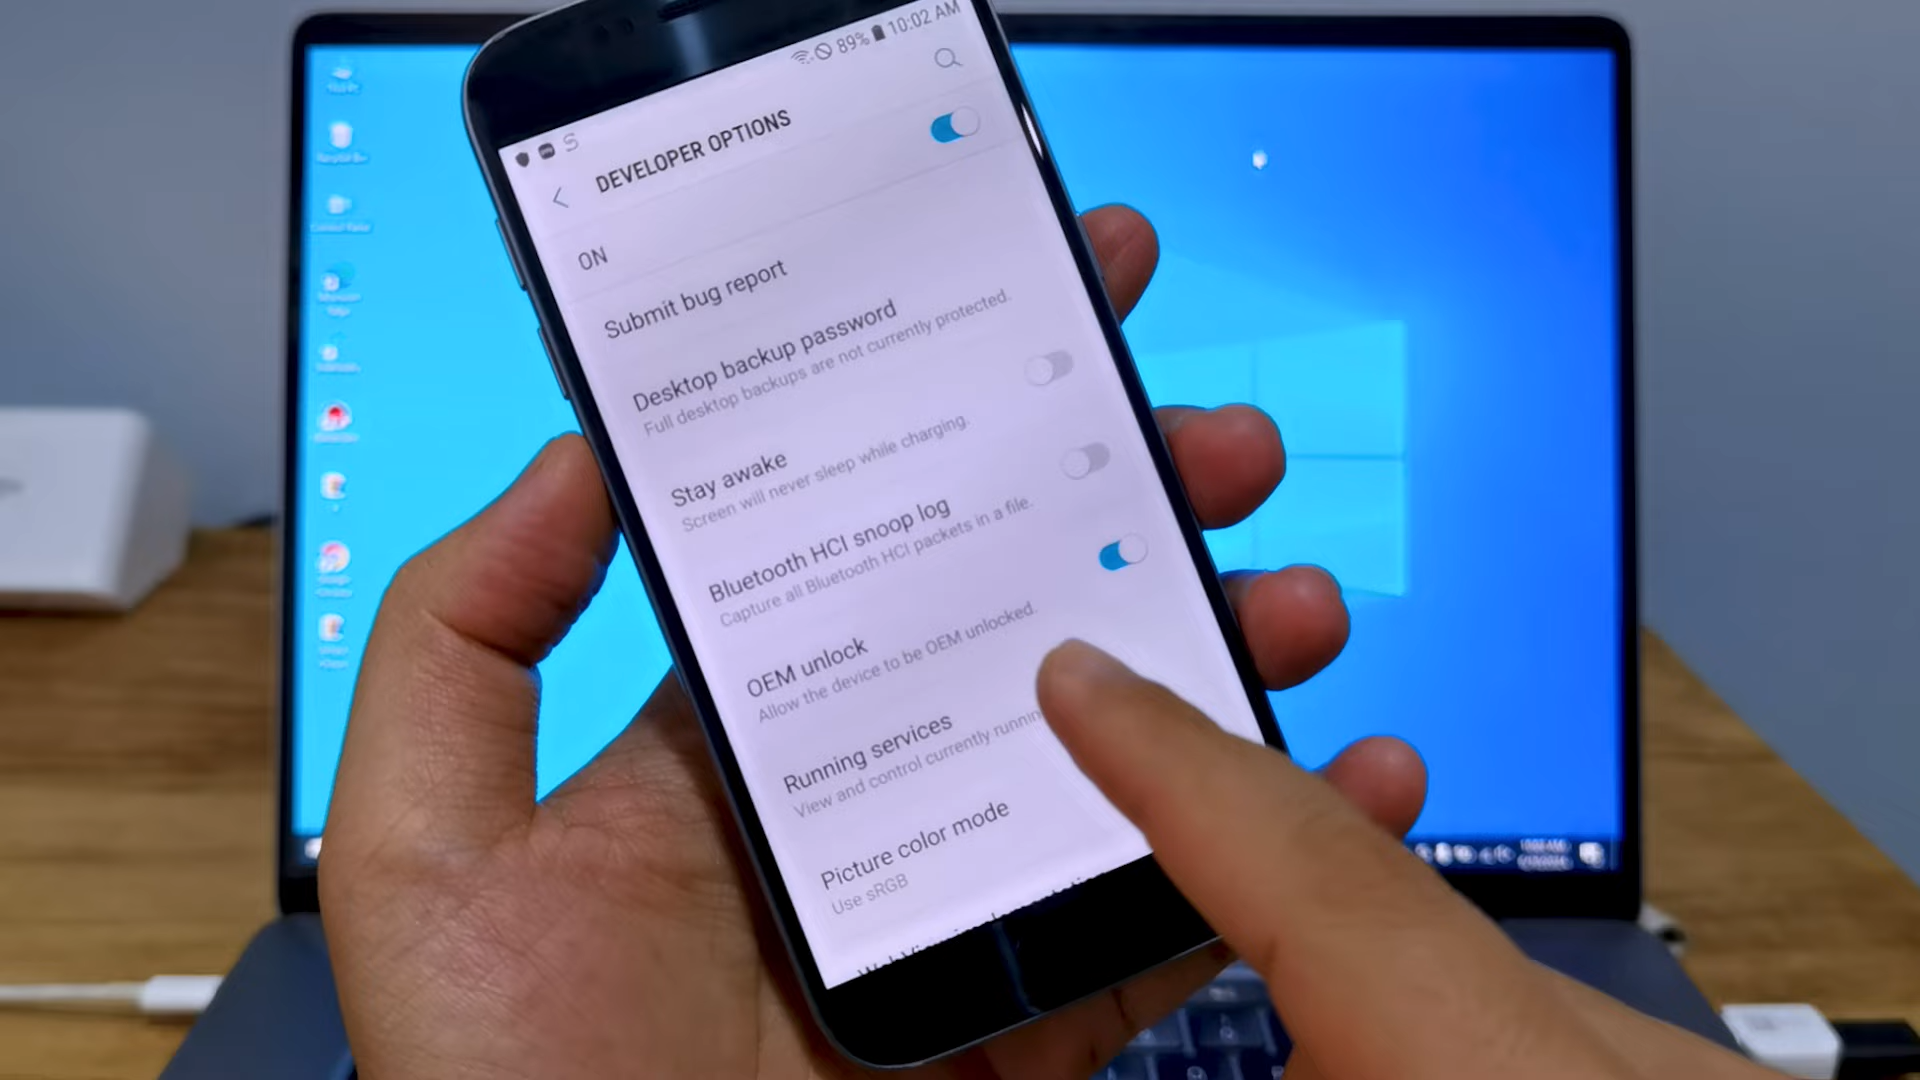 89% 10:02 AM
DEVELOPER OPTIONS
ON
Submit bug report
Desktop backup password
Full desktop backups are not currently protected.
Stay awake
Screen will never sleep while charging.
Bluetooth HCI snoop log
Capture all Bluetooth HCI packets in a file.
OEM unlock
Allow the device to be OEM unlocked.
Running services
View and control currently
Picture color mode
Use sRGB